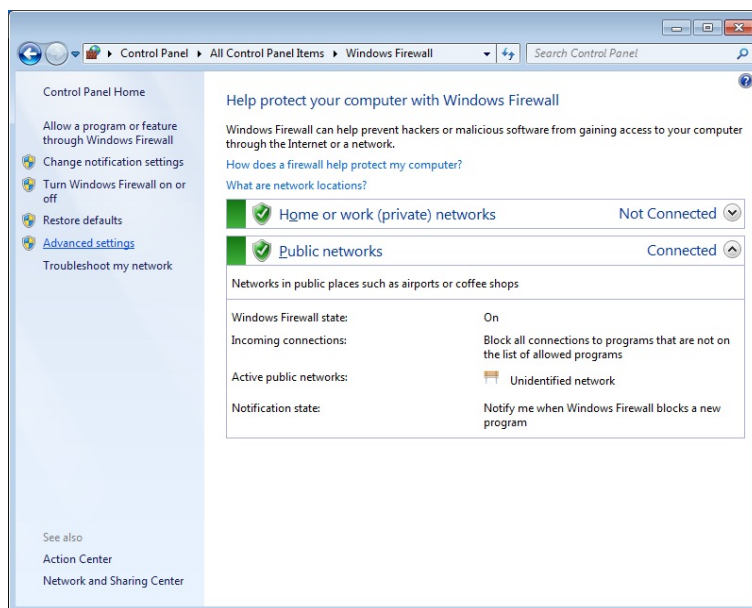 Control Panel ▸ All Control Panel Items ▸ Windows Firewall
Search Control Panel
Control Panel Home
Allow a program or feature
through Windows Firewall
Change notification settings
Turn Windows Firewall on or
off
Restore defaults
Advanced settings
Troubleshoot my network
See also
Action Center
Network and Sharing Center
Help protect your computer with Windows Firewall
Windows Firewall can help prevent hackers or malicious software from gaining access to your computer
through the Internet or a network.
How does a firewall help protect my computer?
What are network locations?
Home or work (private) networks Not Connected
Public networks Connected
Networks in public places such as airports or coffee shops
Windows Firewall state: On
Incoming connections: Block all connections to programs that are not on
the list of allowed programs
Active public networks: Unidentified network
Notification state: Notify me when Windows Firewall blocks a new
program